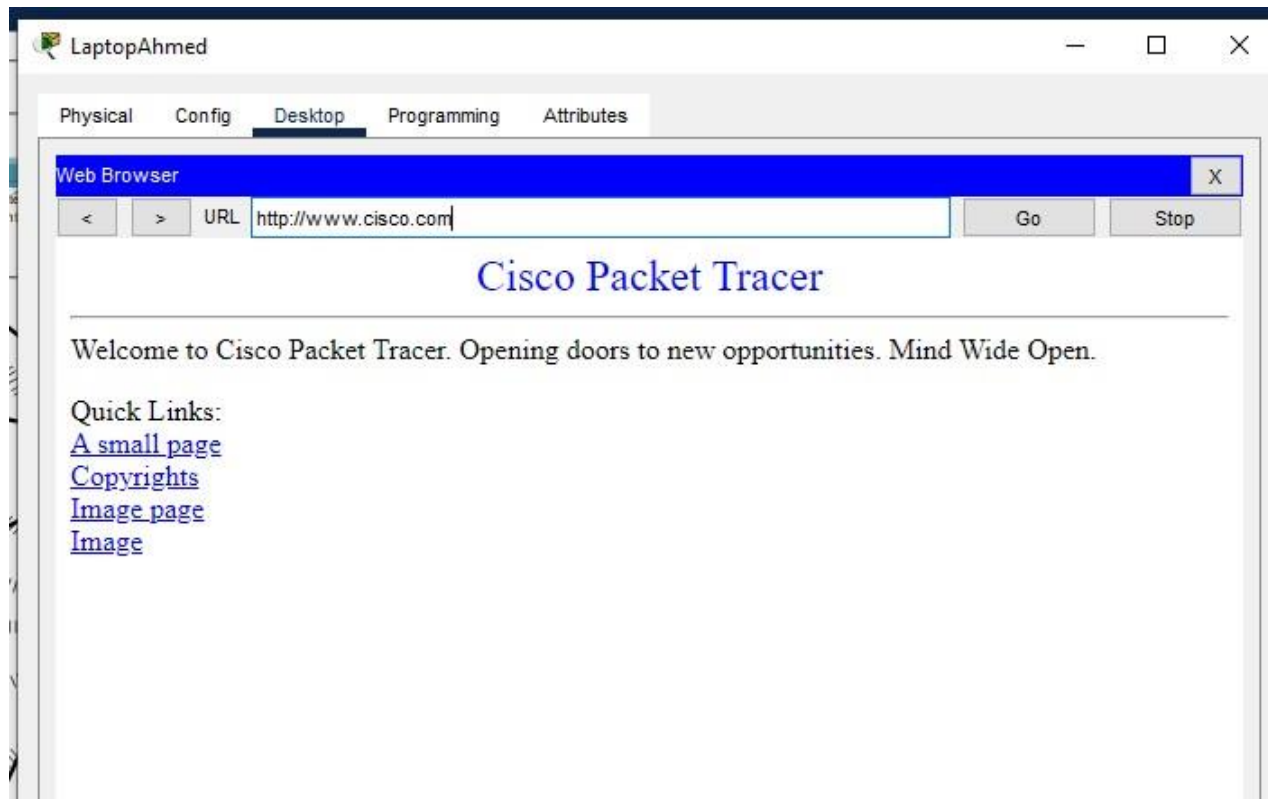 LaptopAhmed
Physical Config Desktop Programming Attributes
Web Browser X
< > URL http://www.cisco.com Go Stop
Cisco Packet Tracer
Welcome to Cisco Packet Tracer. Opening doors to new opportunities. Mind Wide Open.
Quick Links:
A small page
Copyrights
Image page
Image